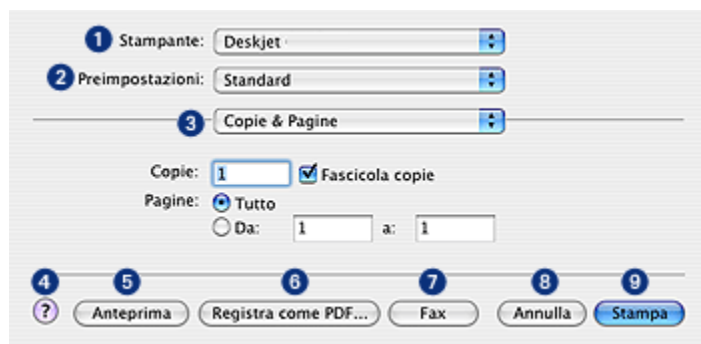 1 Stampante: Deskjet
2 Preimpostazioni: Standard
3 Copie & Pagine
Copie: 1 Fascicola copie
Pagine: Tutto
Da: 1 a: 1
4 5 6 7 8 9
? Anteprima Registra come PDF... Fax Annulla Stampa